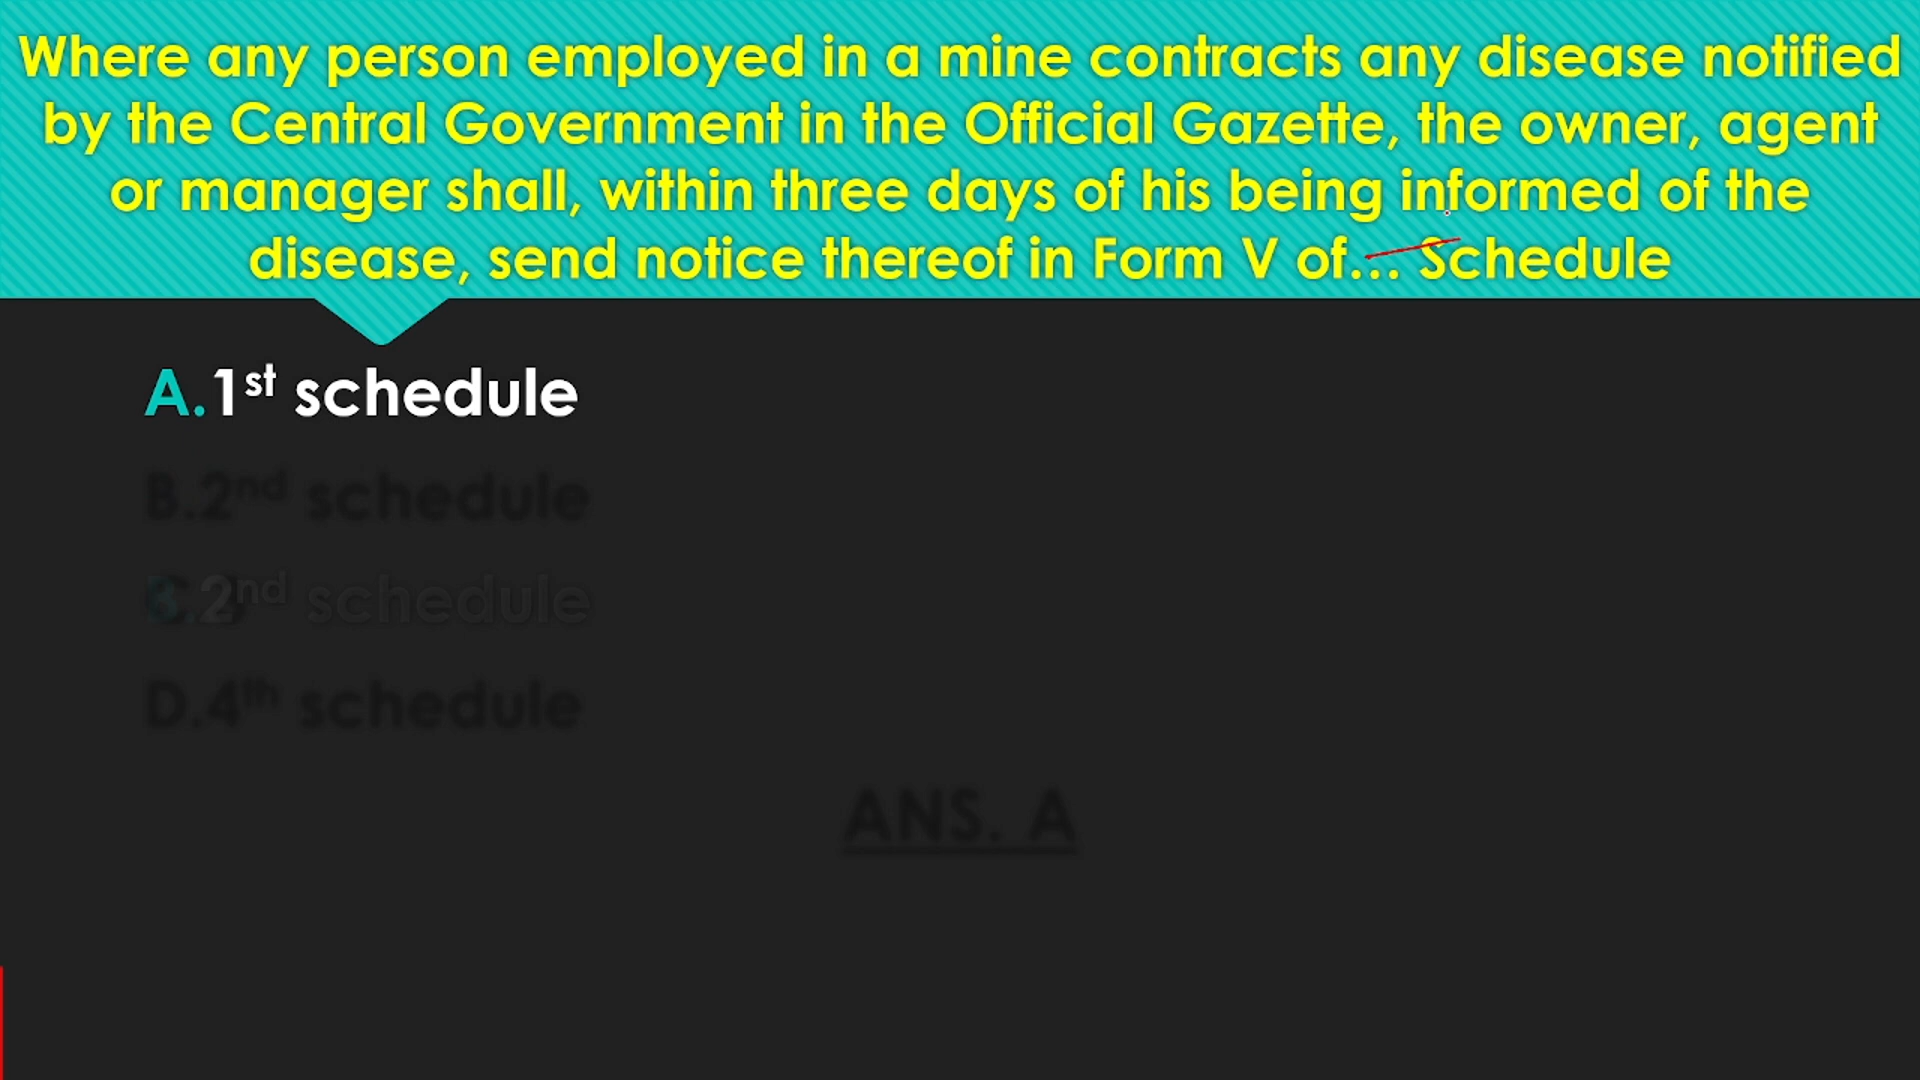 Where any person employed in a mine contracts any disease notified
by the Central Government in the Official Gazette, the owner, agent
or manager shall, within three days of his being informed of the
disease, send notice thereof in Form V of... Schedule
A.1st schedule
B.2nd schedule
2nd schedule
D.4th schedule
ANS. A